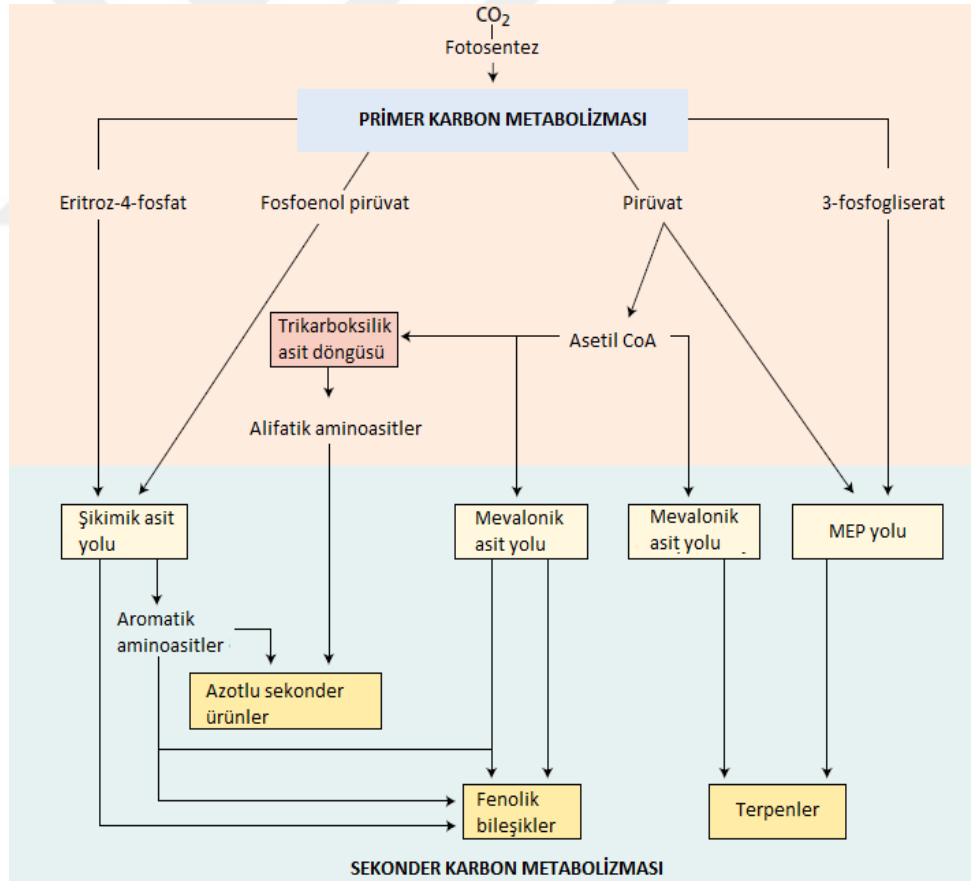 CO2
Fotosentez
PRİMER KARBON METABOLİZMASI
Eritroz-4-fosfat
Fosfoenol pirüvat
Pirüvat
3-fosfogliserat
Trikarboksilik
asit döngüsü
Asetil CoA
Alifatik aminoasitler
Şikimik asit
yolu
Mevalonik
asit yolu
Mevalonik
asit yolu
MEP yolu
Aromatik
aminoasitler
Azotlu sekonder
ürünler
Fenolik
bileşikler
Terpenler
SEKONDER KARBON METABOLİZMASI